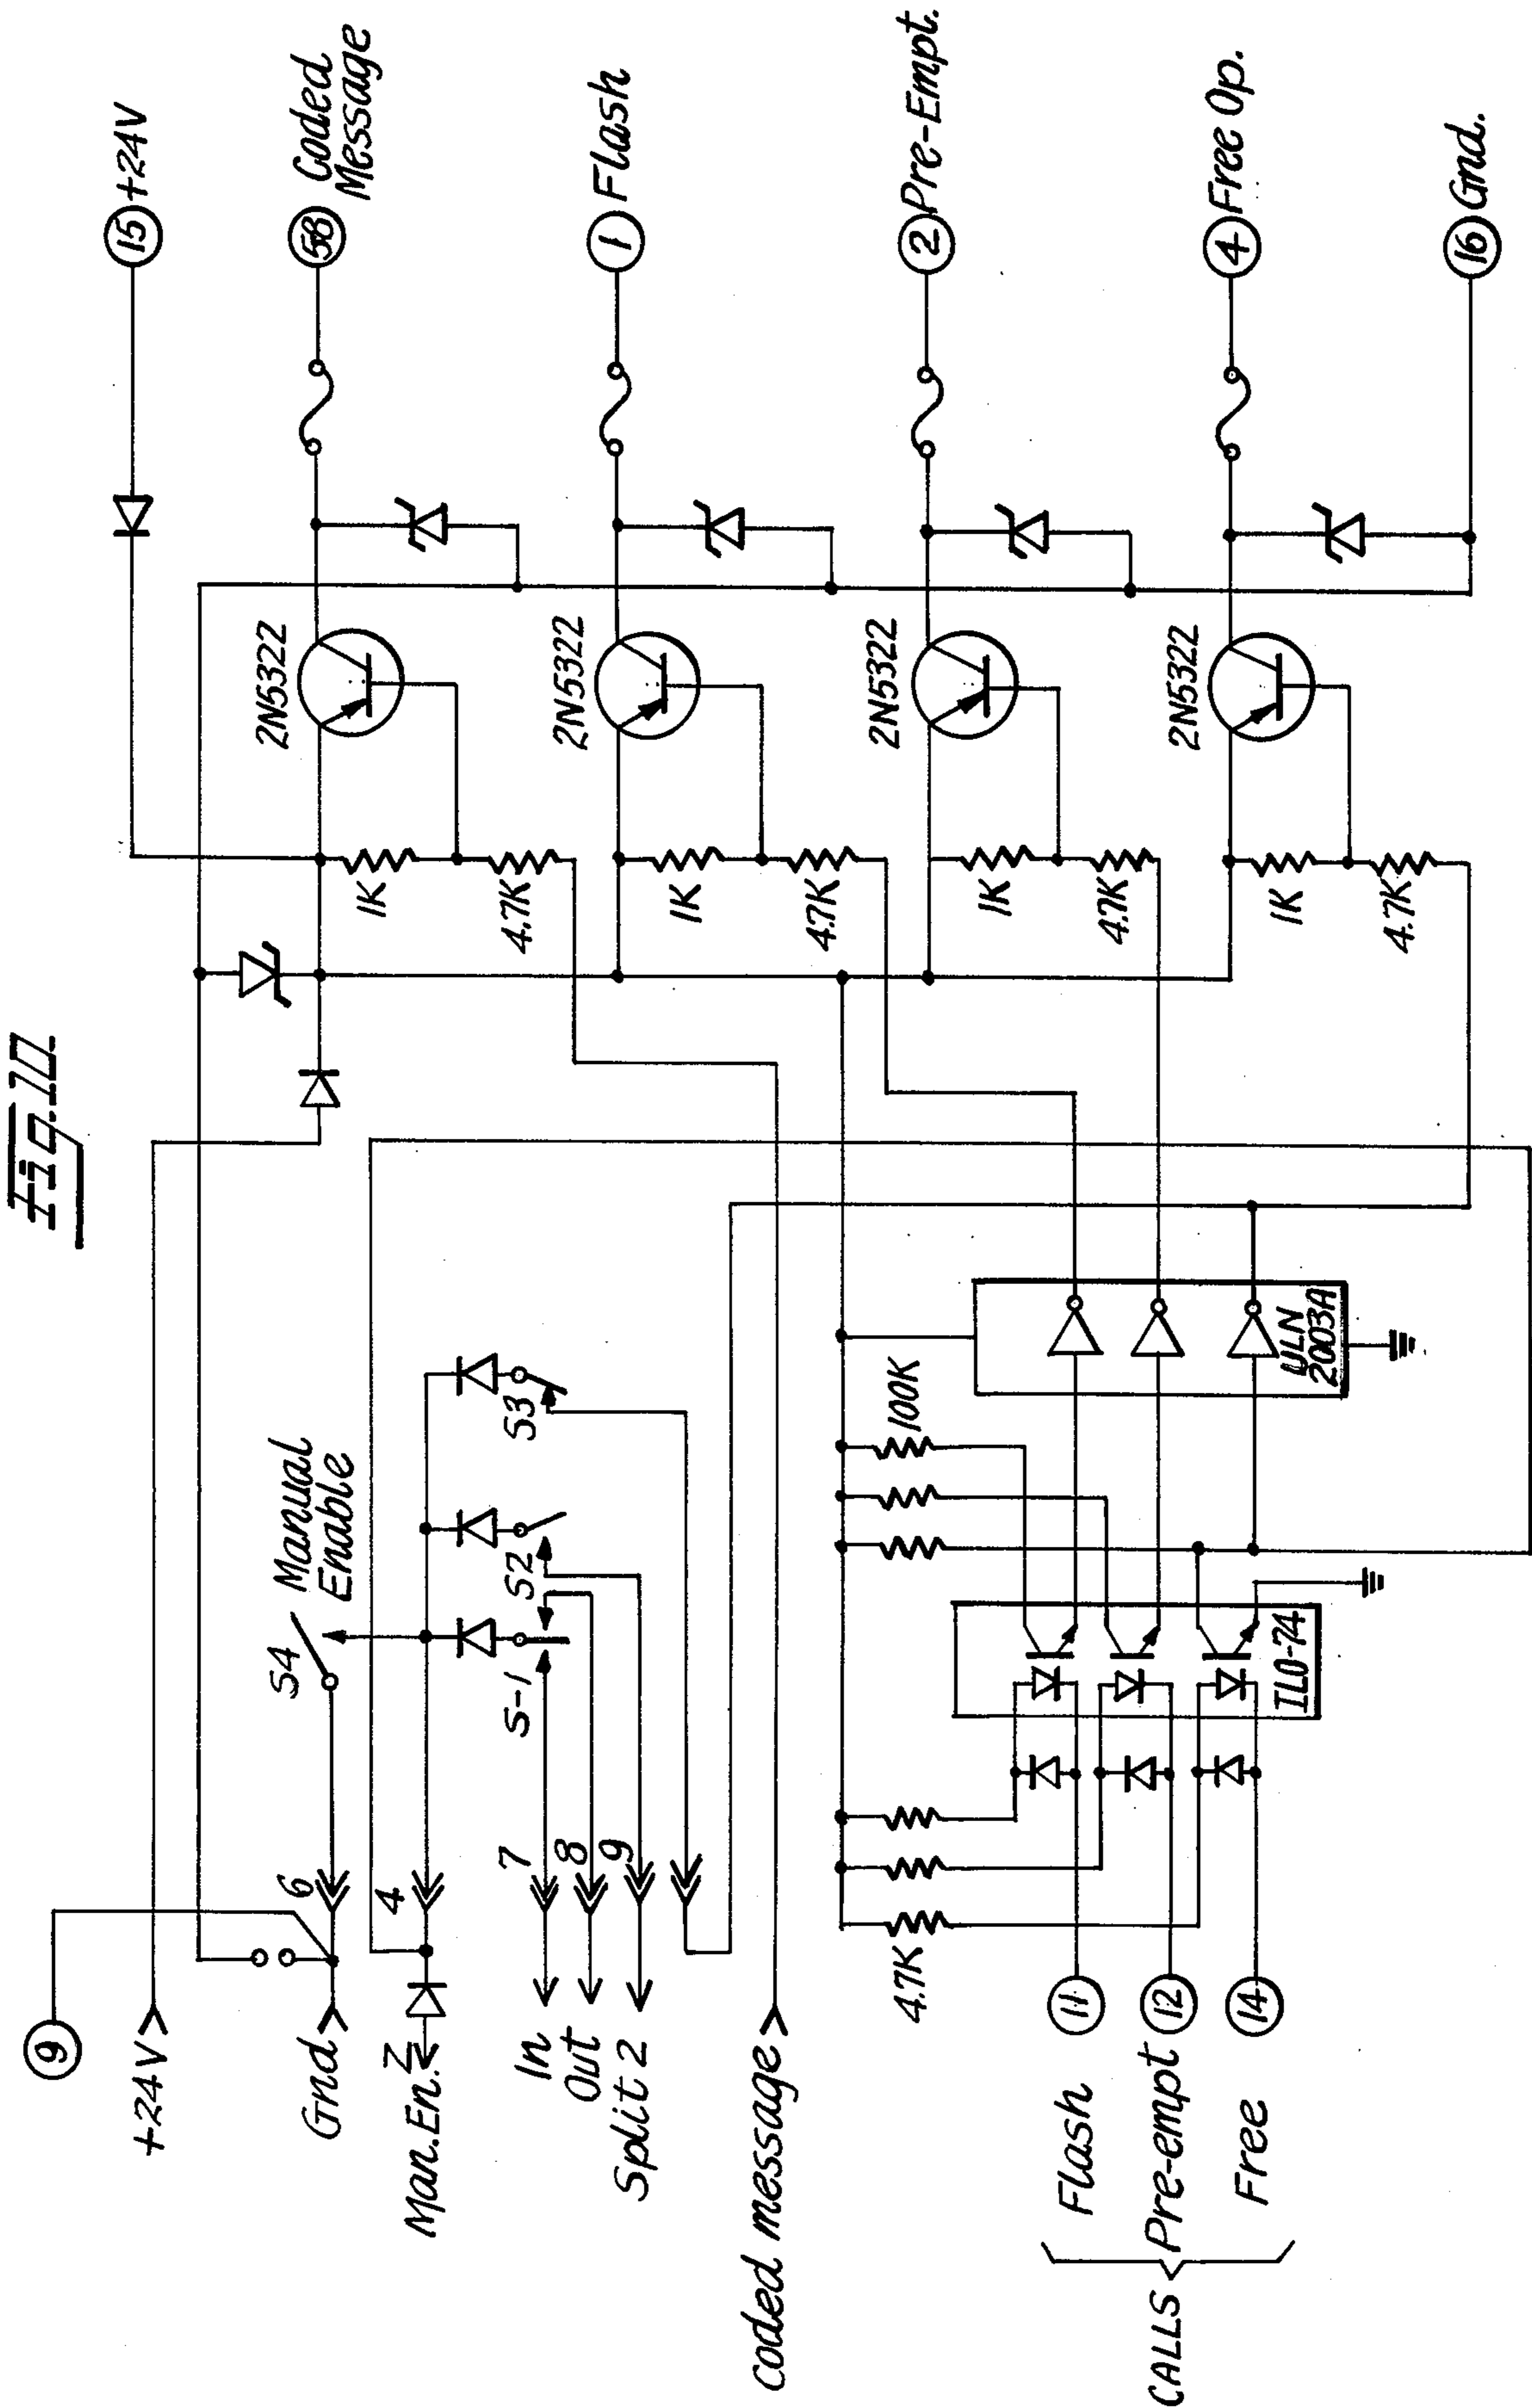 Fig. 10.
9
+24V
Gnd
Man. En.
6
4
7
8
9
In
Out
Split 2
Coded message
S4
Manual
Enable
S-1
S2
S3
15
+24V
58
Coded
Message
1
Flash
2
Pre-Empt.
4
Free Op.
16
Gnd.
2N5322
2N5322
2N5322
2N5322
1K
4.7K
1K
4.7K
1K
4.7K
1K
4.7K
100K
ULN
2003A
ILO-74
4.7K
CALLS
Flash
11
Pre-empt
12
Free
14